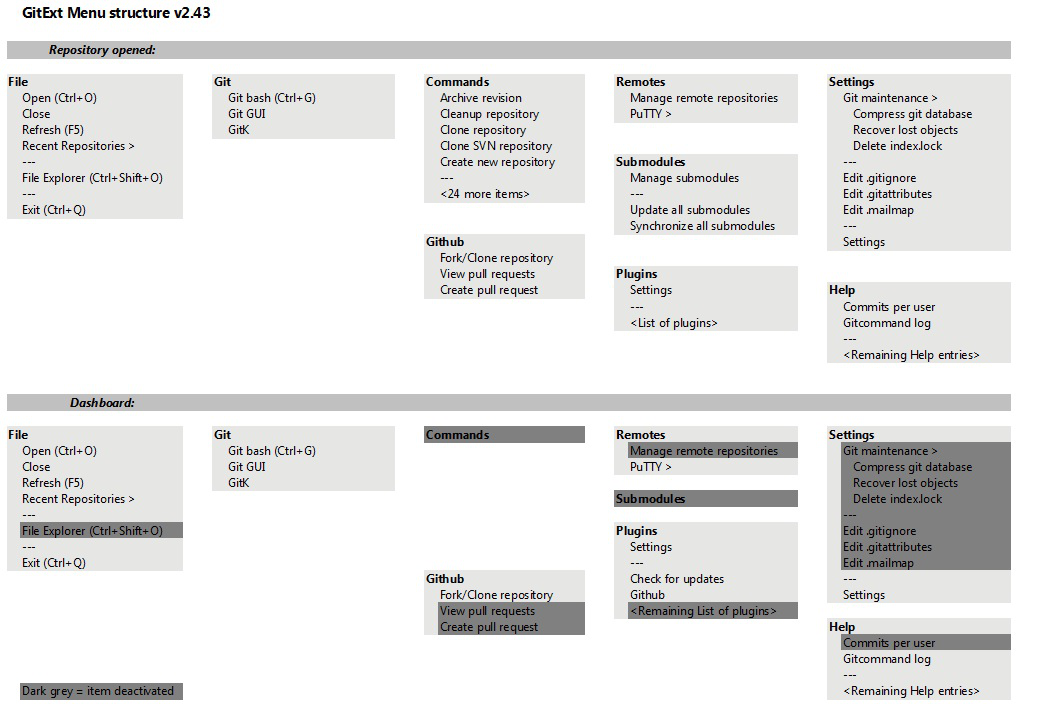 GitExt Menu structure v2.43
Repository opened:
File
Open (Ctrl+O)
Close
Refresh (F5)
Recent Repositories >
---
File Explorer (Ctrl+Shift+O)
---
Exit (Ctrl+Q)
Git
Git bash (Ctrl+G)
Git GUI
GitK
Commands
Archive revision
Cleanup repository
Clone repository
Clone SVN repository
Create new repository
---
<24 more items>
Github
Fork/Clone repository
View pull requests
Create pull request
Remotes
Manage remote repositories
PuTTY >
Submodules
Manage submodules
---
Update all submodules
Synchronize all submodules
Plugins
Settings
---
<List of plugins>
Settings
Git maintenance >
Compress git database
Recover lost objects
Delete index.lock
---
Edit .gitignore
Edit .gitattributes
Edit .mailmap
---
Settings
Help
Commits per user
Gitcommand log
---
<Remaining Help entries>
Dashboard:
File
Open (Ctrl+O)
Close
Refresh (F5)
Recent Repositories >
---
File Explorer (Ctrl+Shift+O)
---
Exit (Ctrl+Q)
Git
Git bash (Ctrl+G)
Git GUI
GitK
Commands
Github
Fork/Clone repository
View pull requests
Create pull request
Remotes
Manage remote repositories
PuTTY >
Submodules
Plugins
Settings
---
Check for updates
Github
<Remaining List of plugins>
Settings
Git maintenance >
Compress git database
Recover lost objects
Delete index.lock
---
Edit .gitignore
Edit .gitattributes
Edit .mailmap
---
Settings
Help
Commits per user
Gitcommand log
---
<Remaining Help entries>
Dark grey = item deactivated